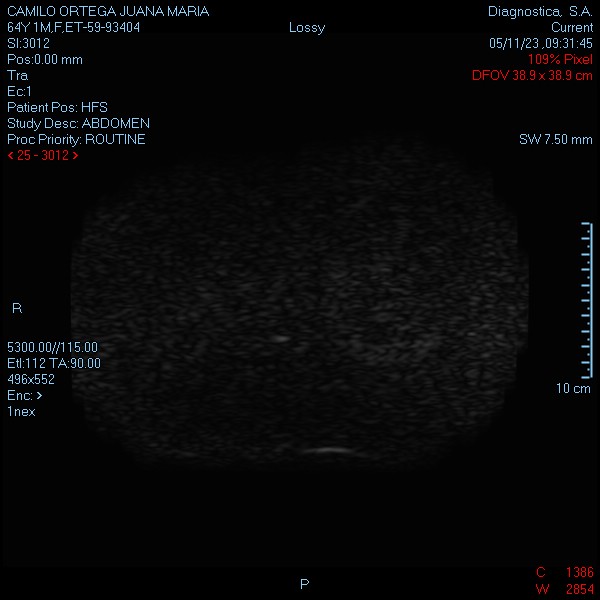 CAMILO ORTEGA JUANA MARIA
64Y 1M,F,ET-59-93404
SI:3012
Pos:0.00 mm
Tra
Ec:1
Patient Pos: HFS
Study Desc: ABDOMEN
Proc Priority: ROUTINE
< 25 - 3012 >
Lossy
Diagnostica, S.A.
Current
05/11/23 ,09:31:45
109% Pixel
DFOV 38.9 x 38.9 cm
SW 7.50 mm
R
5300.00//115.00
Etl:112 TA:90.00
496x552
Enc: >
1nex
10 cm
P
C 1386
W 2854